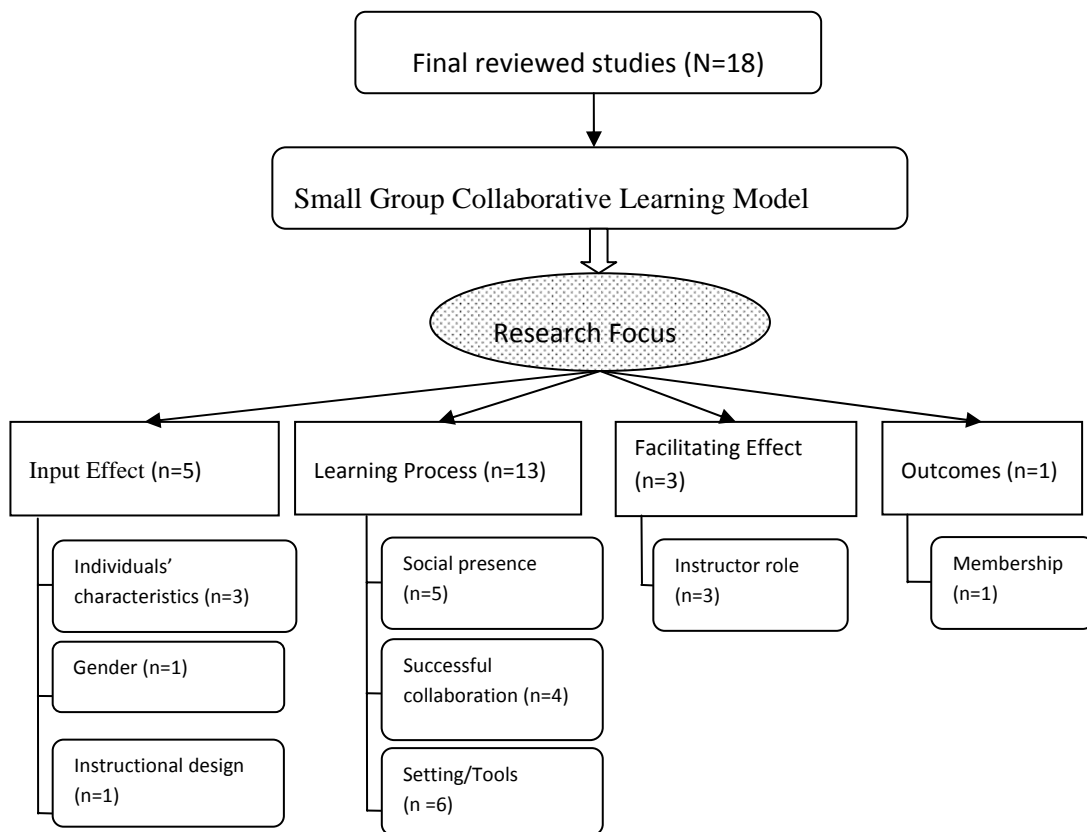 Final reviewed studies (N=18)
Small Group Collaborative Learning Model
Research Focus
Input Effect (n=5)
Individuals’
characteristics (n=3)
Gender (n=1)
Instructional design
(n=1)
Learning Process (n=13)
Social presence
(n=5)
Successful
collaboration (n=4)
Setting/Tools
(n =6)
Facilitating Effect
(n=3)
Instructor role
(n=3)
Outcomes (n=1)
Membership
(n=1)